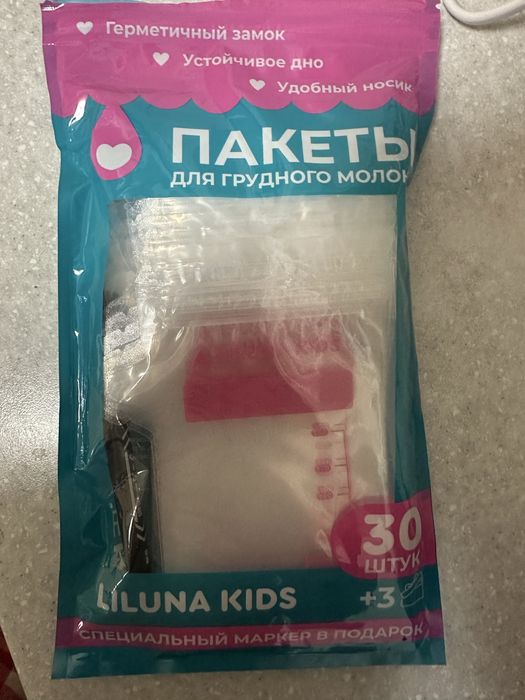 Герметичный замок
Устойчивое дно
Удобный носик
ПАКЕТЫ
ДЛЯ ГРУДНОГО МОЛОК
30
ШТУК
LILUNA KIDS
+3
СПЕЦИАЛЬНЫЙ МАРКЕР В ПОДАРОК